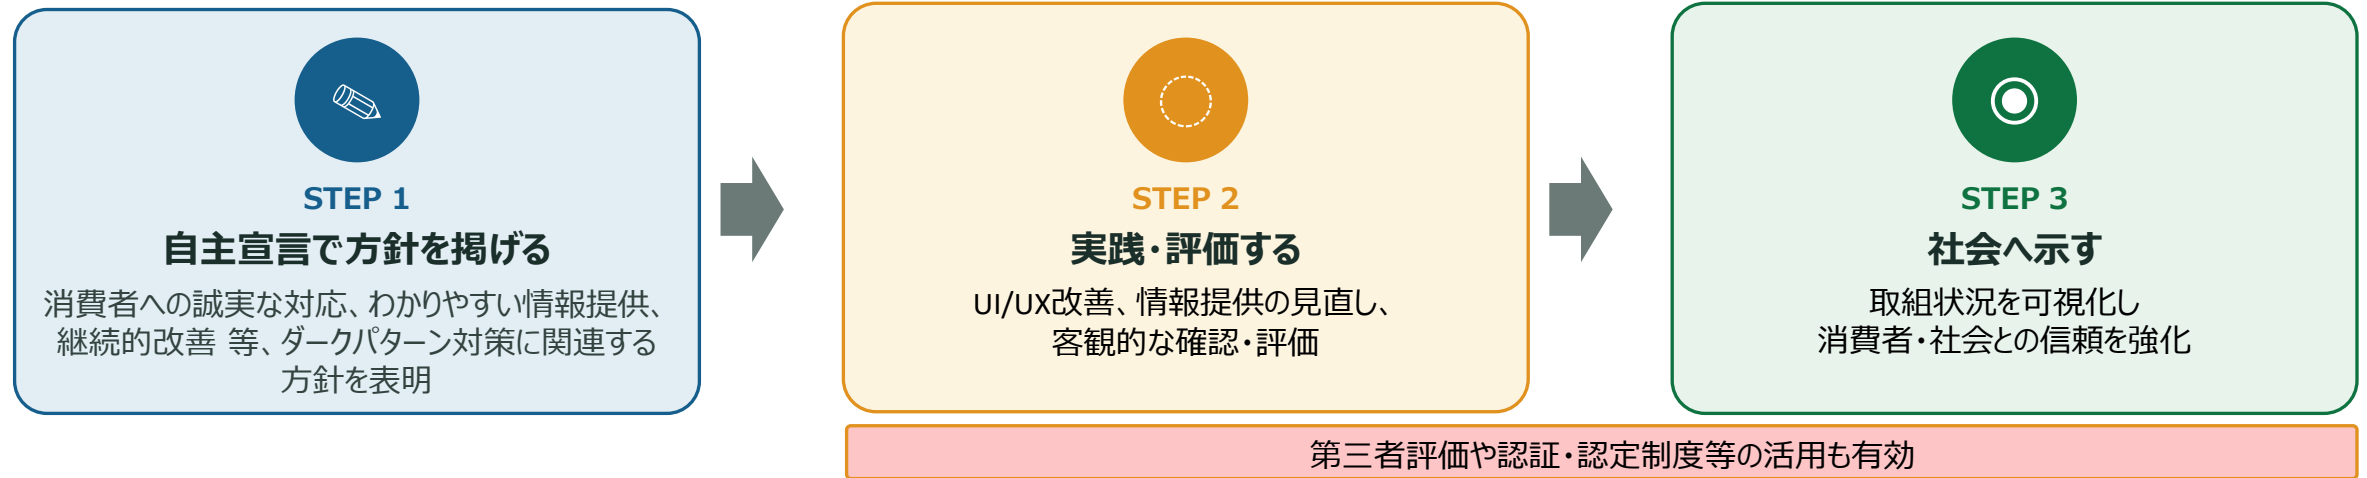 STEP 1
自主宣言で方針を掲げる
消費者への誠実な対応、わかりやすい情報提供、
継続的改善 等、ダークパターン対策に関連する
方針を表明
STEP 2
実践・評価する
UI/UX改善、情報提供の見直し、
客観的な確認・評価
STEP 3
社会へ示す
取組状況を可視化し
消費者・社会との信頼を強化
第三者評価や認証・認定制度等の活用も有効